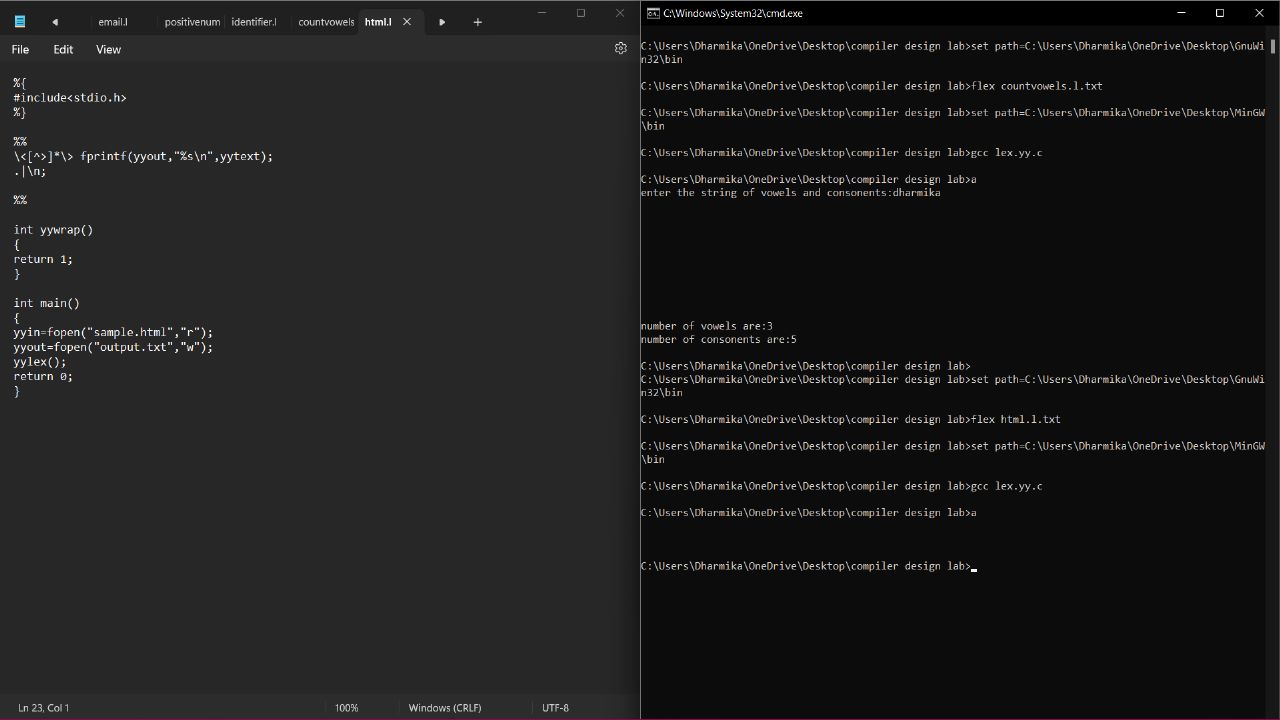 email.l positivenum identifier.l countvowels html.l
File Edit View
%{
#include<stdio.h>
%}
%%
\<[^>]*\> fprintf(yyout,"%s\n",yytext);
.|\n;
%%
int yywrap()
{
return 1;
}
int main()
{
yyin=fopen("sample.html","r");
yyout=fopen("output.txt","w");
yylex();
return 0;
}
Ln 23, Col 1 100% Windows (CRLF) UTF-8
C:\Windows\System32\cmd.exe
C:\Users\Dharmika\OneDrive\Desktop\compiler design lab>set path=C:\Users\Dharmika\OneDrive\Desktop\GnuWi
n32\bin
C:\Users\Dharmika\OneDrive\Desktop\compiler design lab>flex countvowels.l.txt
C:\Users\Dharmika\OneDrive\Desktop\compiler design lab>set path=C:\Users\Dharmika\OneDrive\Desktop\MinGW
\bin
C:\Users\Dharmika\OneDrive\Desktop\compiler design lab>gcc lex.yy.c
C:\Users\Dharmika\OneDrive\Desktop\compiler design lab>a
enter the string of vowels and consonents:dharmika
number of vowels are:3
number of consonents are:5
C:\Users\Dharmika\OneDrive\Desktop\compiler design lab>
C:\Users\Dharmika\OneDrive\Desktop\compiler design lab>set path=C:\Users\Dharmika\OneDrive\Desktop\GnuWi
n32\bin
C:\Users\Dharmika\OneDrive\Desktop\compiler design lab>flex html.l.txt
C:\Users\Dharmika\OneDrive\Desktop\compiler design lab>set path=C:\Users\Dharmika\OneDrive\Desktop\MinGW
\bin
C:\Users\Dharmika\OneDrive\Desktop\compiler design lab>gcc lex.yy.c
C:\Users\Dharmika\OneDrive\Desktop\compiler design lab>a
C:\Users\Dharmika\OneDrive\Desktop\compiler design lab>